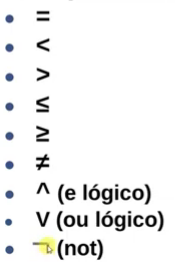 • =
• <
• >
• ≤
• ≥
• ≠
• ^ (e lógico)
• V (ou lógico)
• ¬ (not)